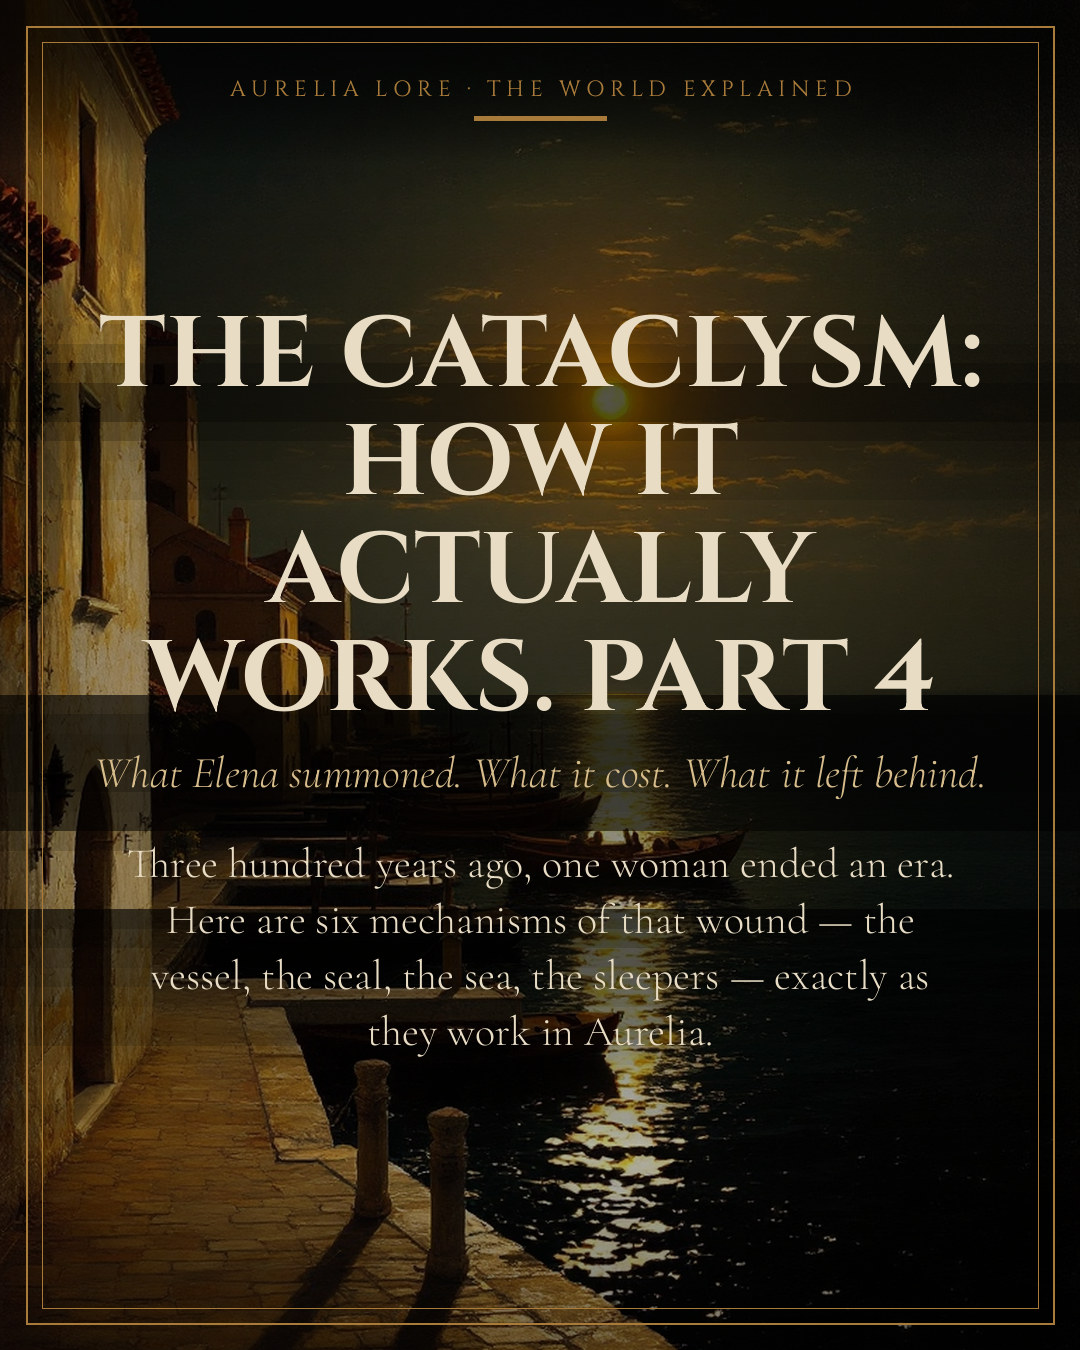 AURELIA LORE · THE WORLD EXPLAINED
THE CATACLYSM:
HOW IT
ACTUALLY
WORKS. PART 4
What Elena summoned. What it cost. What it left behind.
Three hundred years ago, one woman ended an era.
Here are six mechanisms of that wound — the
vessel, the seal, the sea, the sleepers — exactly as
they work in Aurelia.